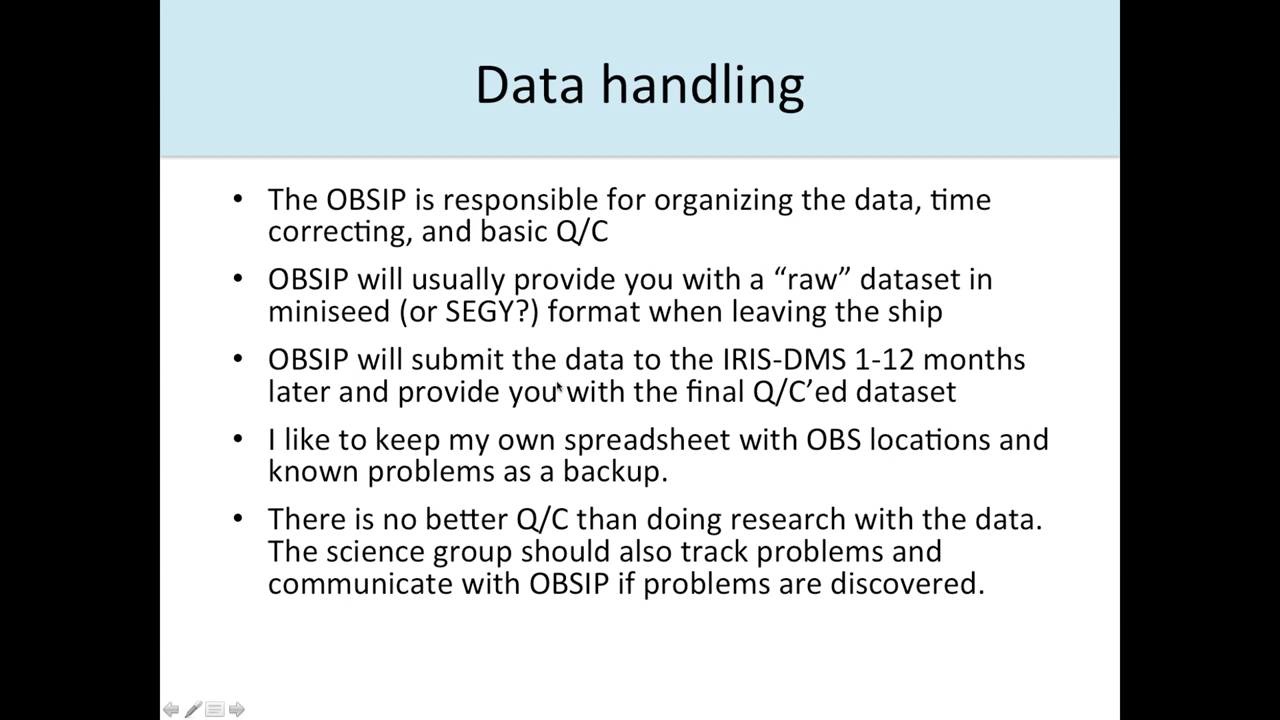 Data handling
• The OBSIP is responsible for organizing the data, time
correcting, and basic Q/C
• OBSIP will usually provide you with a “raw” dataset in
miniseed (or SEGY?) format when leaving the ship
• OBSIP will submit the data to the IRIS-DMS 1-12 months
later and provide you with the final Q/C’ed dataset
• I like to keep my own spreadsheet with OBS locations and
known problems as a backup.
• There is no better Q/C than doing research with the data.
The science group should also track problems and
communicate with OBSIP if problems are discovered.